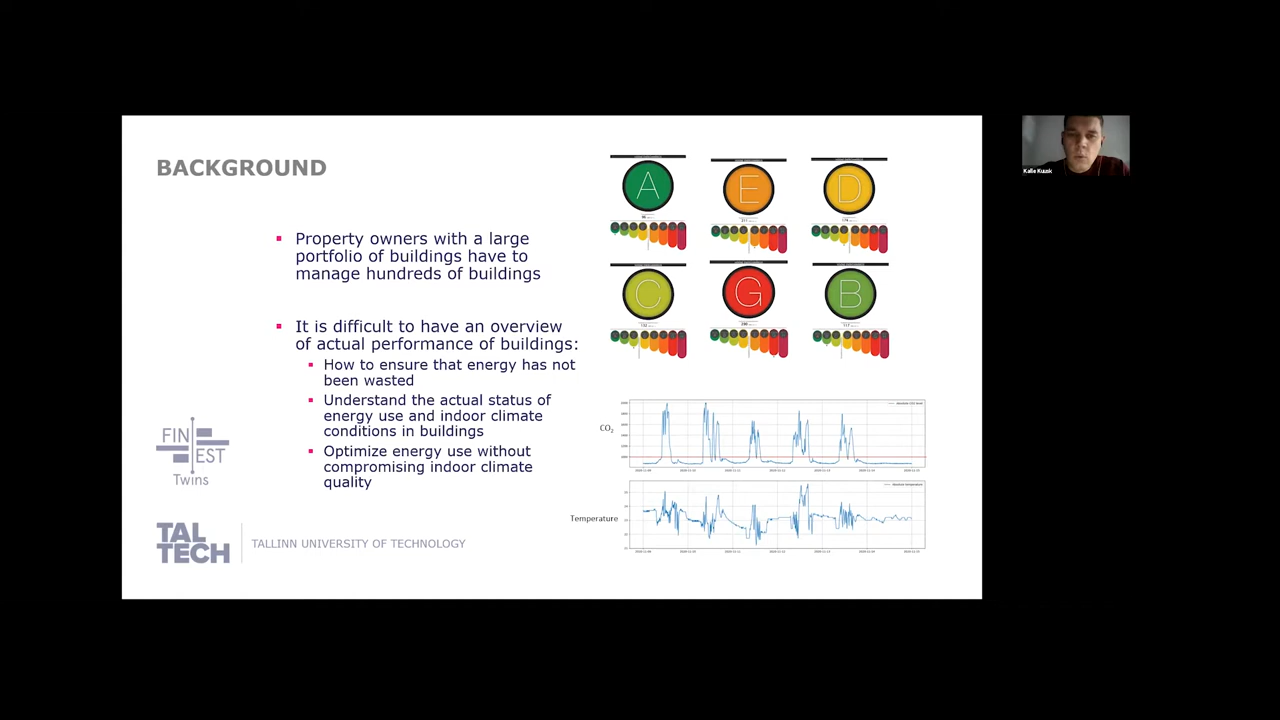 BACKGROUND
Property owners with a large
portfolio of buildings have to
manage hundreds of buildings
It is difficult to have an overview
of actual performance of buildings:
How to ensure that energy has not
been wasted
Understand the actual status of
energy use and indoor climate
conditions in buildings
Optimize energy use without
compromising indoor climate
quality
A
E
D
C
G
B
CO₂
Temperature
FIN
EST
Twins
TAL
TECH
TALLINN UNIVERSITY OF TECHNOLOGY
Kalle Kuusk